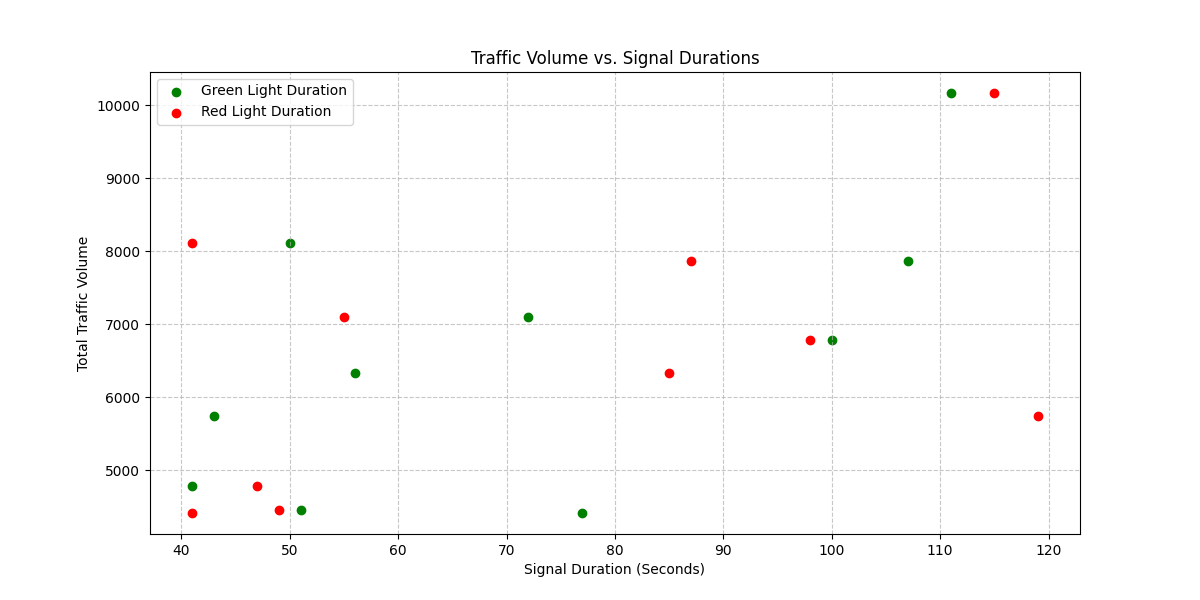 Traffic Volume vs. Signal Durations
Green Light Duration
Red Light Duration
Total Traffic Volume
10000
9000
8000
7000
6000
5000
40 50 60 70 80 90 100 110 120
Signal Duration (Seconds)